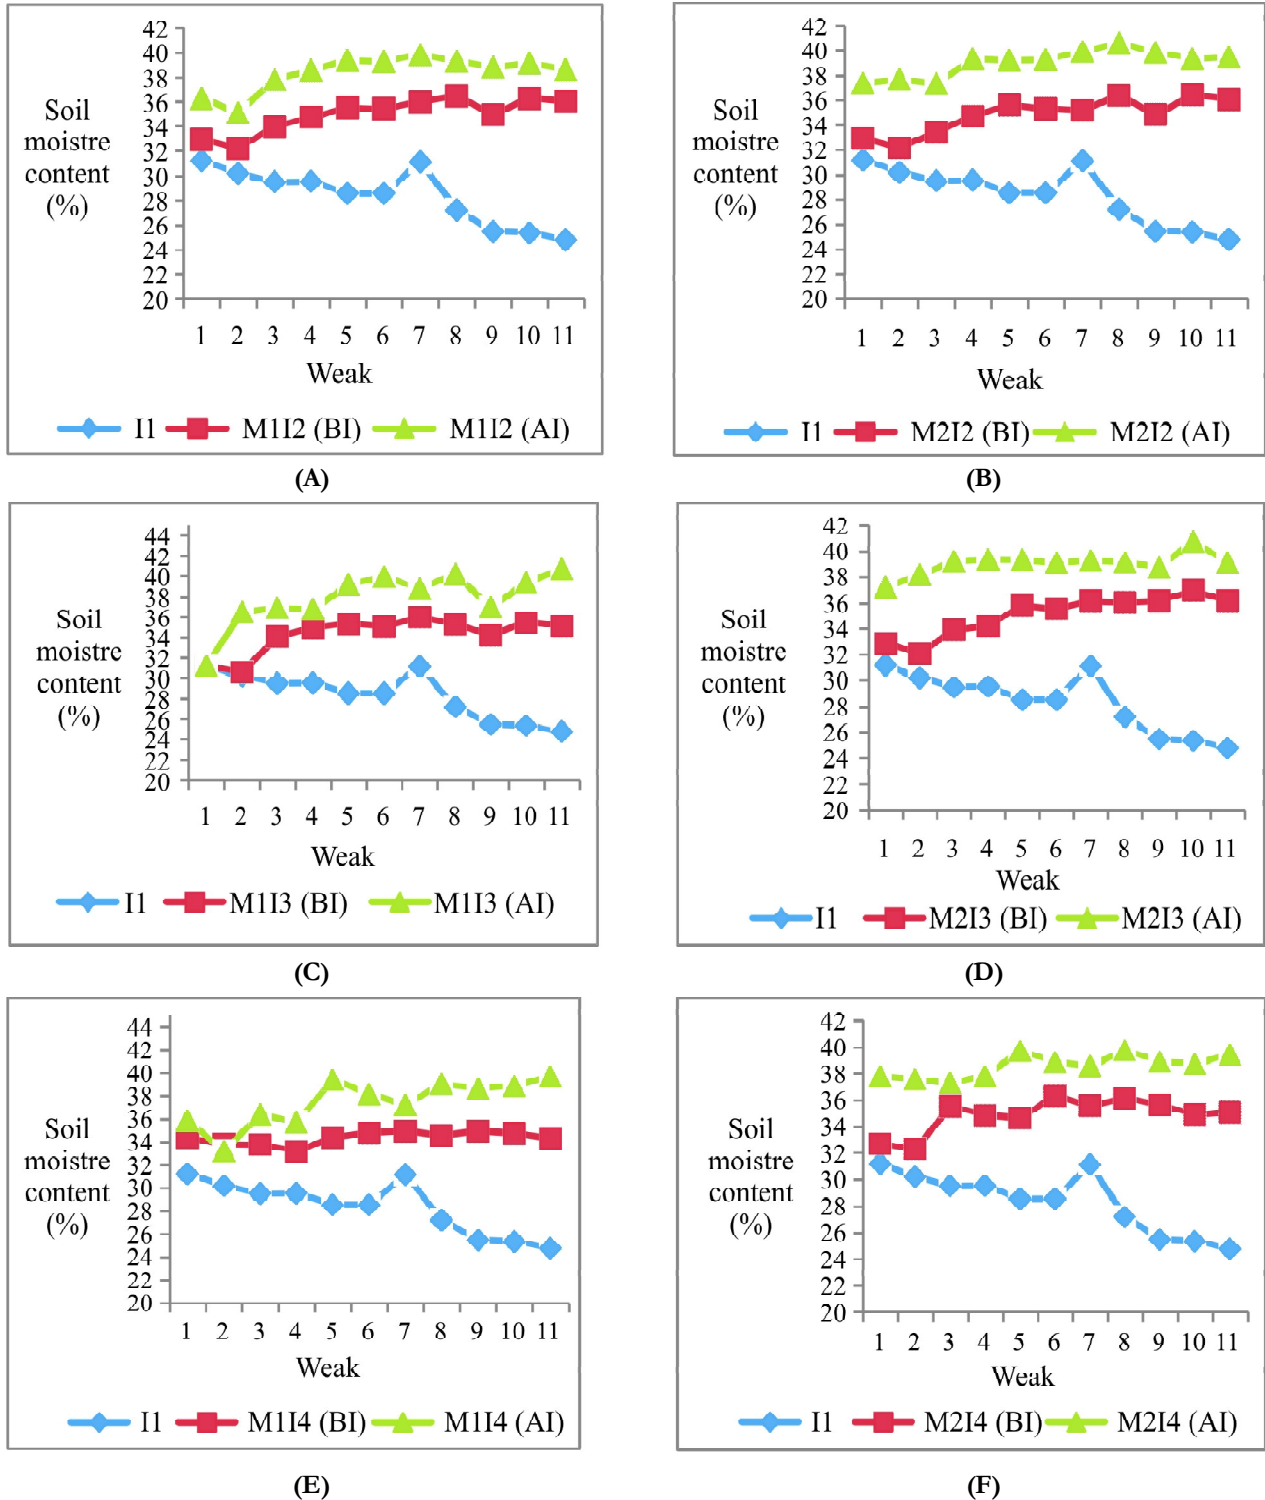 42
40
38
36
34
32
30
28
26
24
22
20
Soil
moistre
content
(%)
1 2 3 4 5 6 7 8 9 10 11
Weak
I1 M1I2 (BI) M1I2 (AI)
(A)
42
40
38
36
34
32
30
28
26
24
22
20
Soil
moistre
content
(%)
1 2 3 4 5 6 7 8 9 10 11
Weak
I1 M2I2 (BI) M2I2 (AI)
(B)
44
42
40
38
36
34
32
30
28
26
24
22
20
Soil
moistre
content
(%)
1 2 3 4 5 6 7 8 9 10 11
Weak
I1 M1I3 (BI) M1I3 (AI)
(C)
42
40
38
36
34
32
30
28
26
24
22
20
Soil
moistre
content
(%)
1 2 3 4 5 6 7 8 9 10 11
Weak
I1 M2I3 (BI) M2I3 (AI)
(D)
44
42
40
38
36
34
32
30
28
26
24
22
20
Soil
moistre
content
(%)
1 2 3 4 5 6 7 8 9 10 11
Weak
I1 M1I4 (BI) M1I4 (AI)
(E)
42
40
38
36
34
32
30
28
26
24
22
20
Soil
moistre
content
(%)
1 2 3 4 5 6 7 8 9 10 11
Weak
I1 M2I4 (BI) M2I4 (AI)
(F)